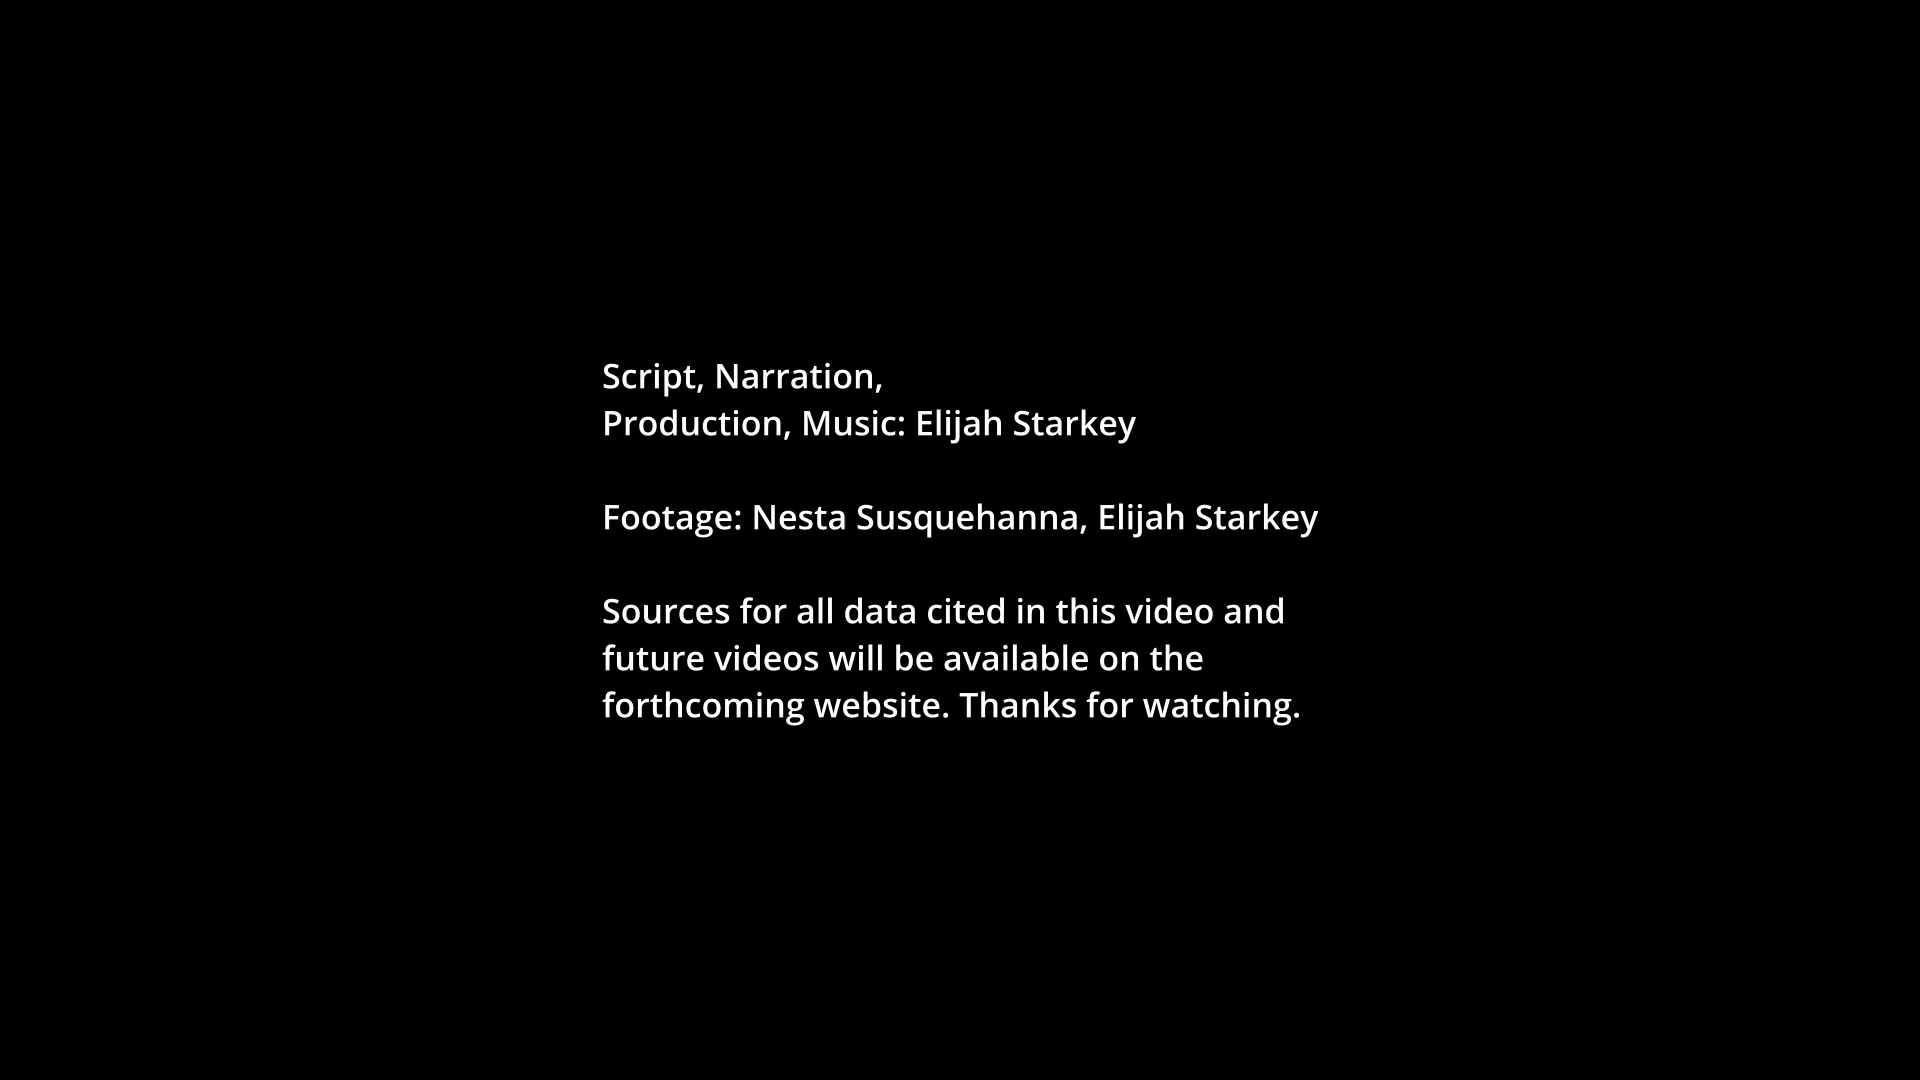 Script, Narration,
Production, Music: Elijah Starkey
Footage: Nesta Susquehanna, Elijah Starkey
Sources for all data cited in this video and
future videos will be available on the
forthcoming website. Thanks for watching.